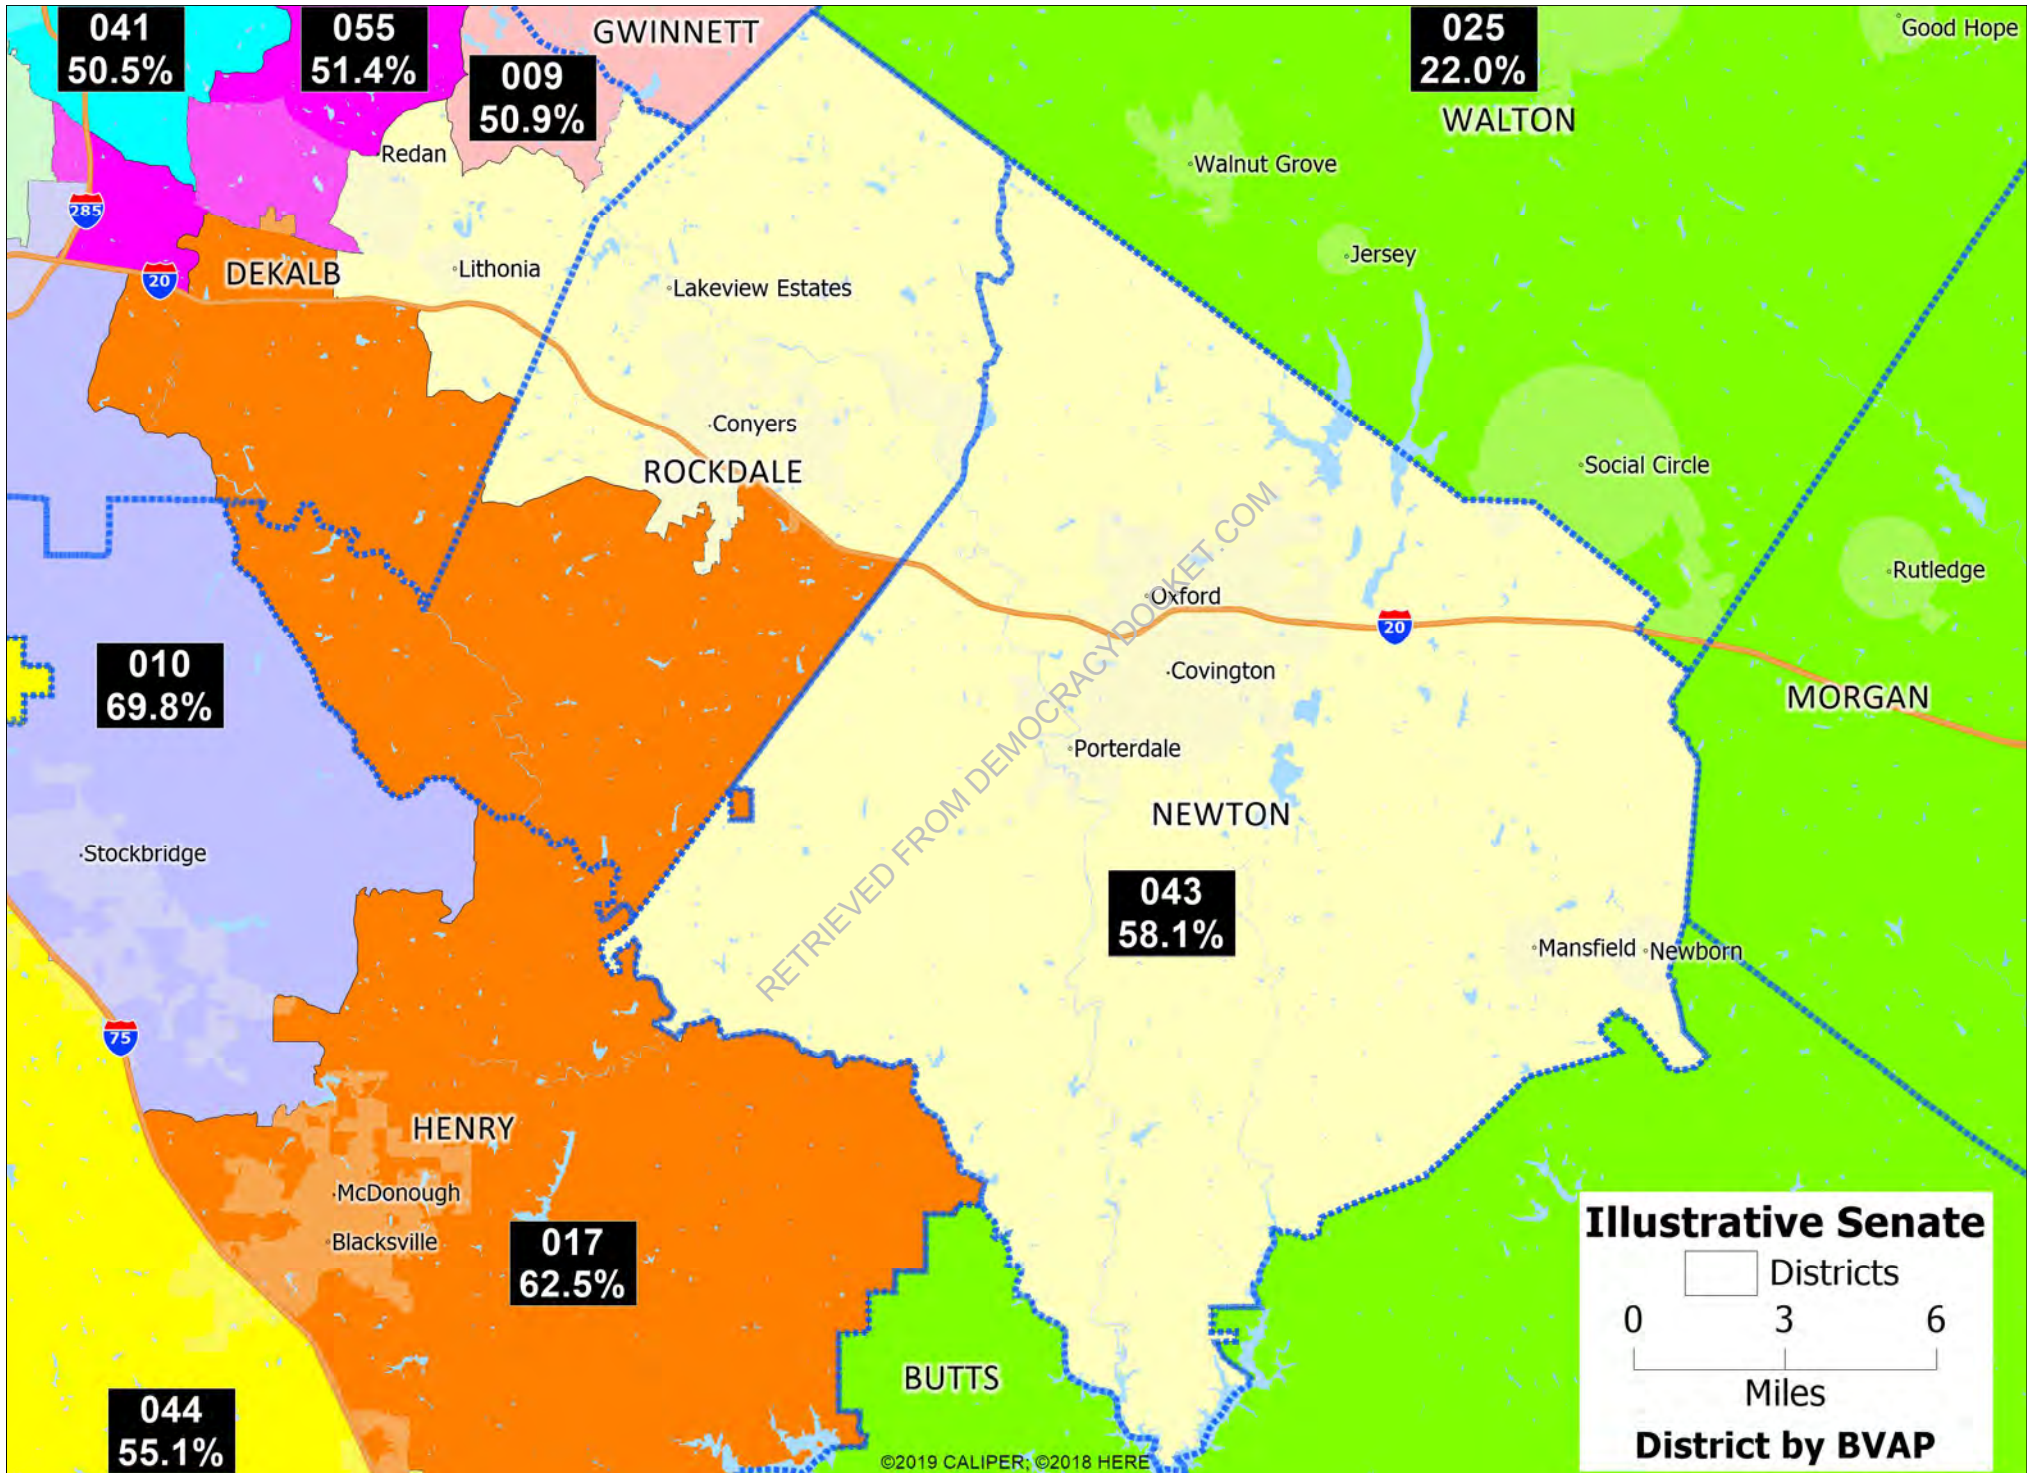 041
50.5%
055
51.4%
009
50.9%
GWINNETT
025
22.0%
Good Hope
WALTON
Redan
Walnut Grove
285
20
DEKALB
Lithonia
Lakeview Estates
Jersey
Conyers
ROCKDALE
Social Circle
Rutledge
Oxford
20
010
69.8%
Covington
MORGAN
Porterdale
NEWTON
Stockbridge
043
58.1%
Mansfield
Newborn
RETRIEVED FROM DEMOCRACYDOCKET.COM
75
HENRY
McDonough
Blacksville
017
62.5%
BUTTS
044
55.1%
Illustrative Senate
Districts
0 3 6
Miles
District by BVAP
©2019 CALIPER; ©2018 HERE